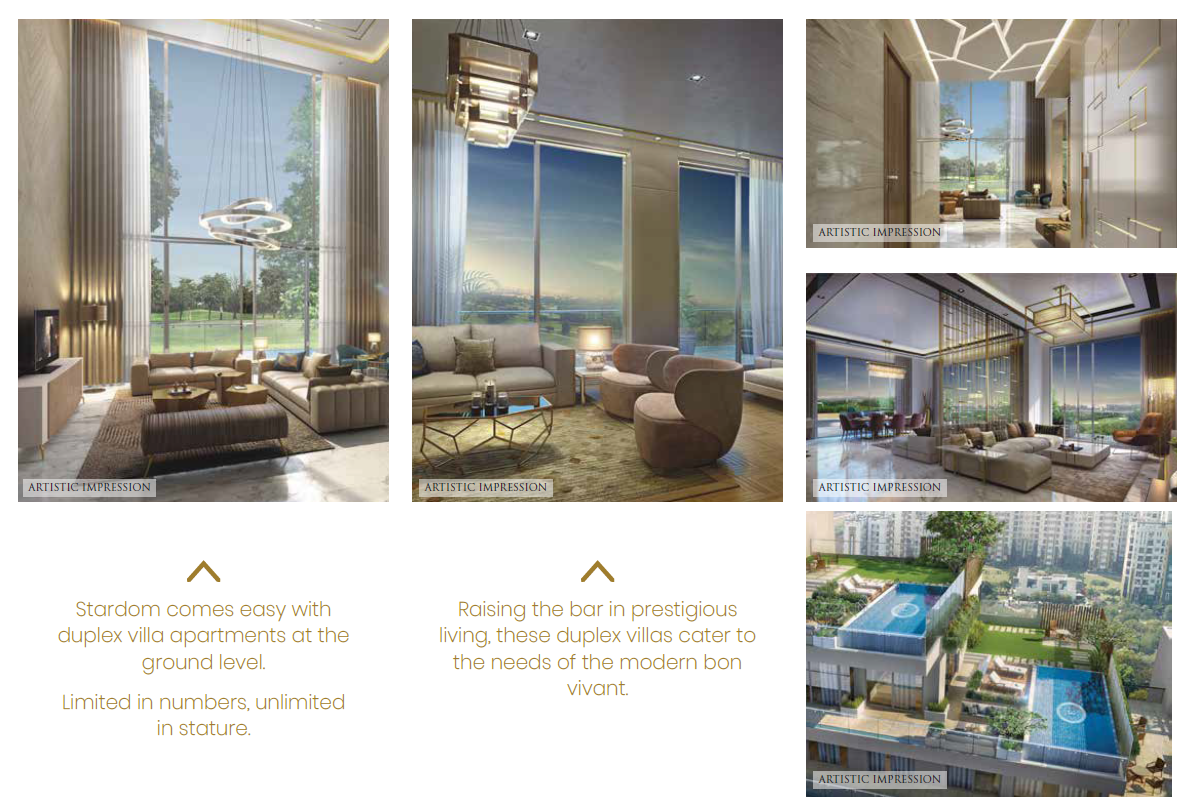 ARTISTIC IMPRESSION
ARTISTIC IMPRESSION
ARTISTIC IMPRESSION
ARTISTIC IMPRESSION
ARTISTIC IMPRESSION
Stardom comes easy with
duplex villa apartments at the
ground level.
Limited in numbers, unlimited
in stature.
Raising the bar in prestigious
living, these duplex villas cater to
the needs of the modern bon
vivant.